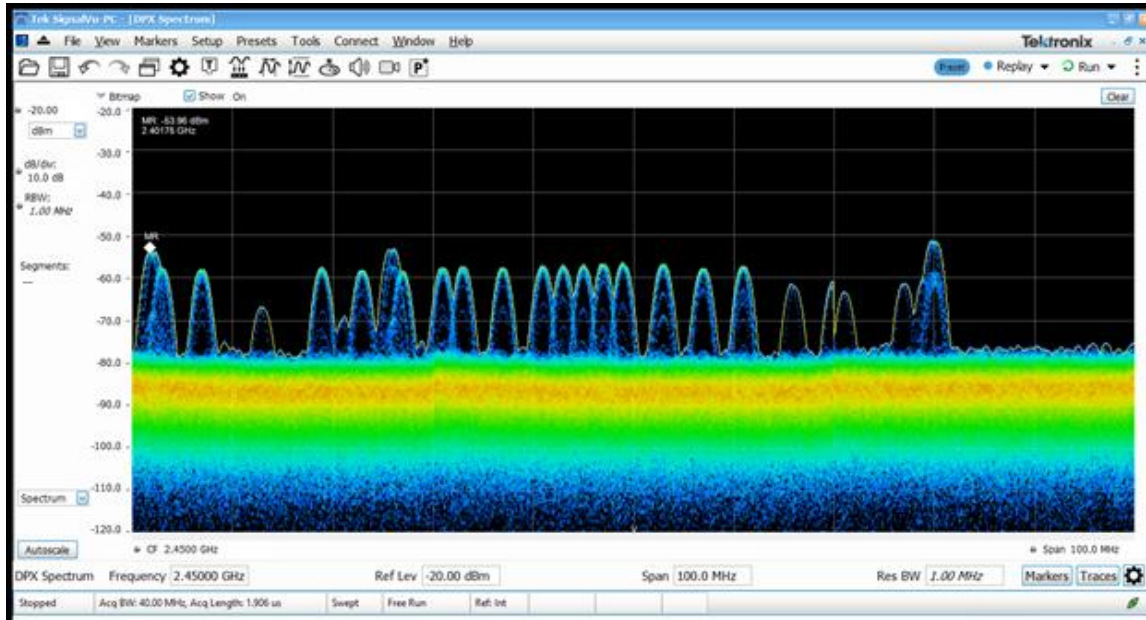 Tek SignalVu-PC - [DPX Spectrum]
File View Markers Setup Presets Tools Connect Window Help
Tektronix
Preset Replay Run
Bitmap Show On Clear
-20.00
dBm
dB/div:
10.0 dB
RBW:
1.00 MHz
Segments:
---
Spectrum
Autoscale
-20.0
-30.0
-40.0
-50.0
-60.0
-70.0
-80.0
-90.0
-100.0
-110.0
-120.0
MR: -53.96 dBm
2.40176 GHz
MR
CF 2.4500 GHz
Span 100.0 MHz
DPX Spectrum Frequency 2.45000 GHz Ref Lev -20.00 dBm Span 100.0 MHz Res BW 1.00 MHz Markers Traces
Stopped Acq BW: 40.00 MHz, Acq Length: 1.906 us Swept Free Run Ref: Int